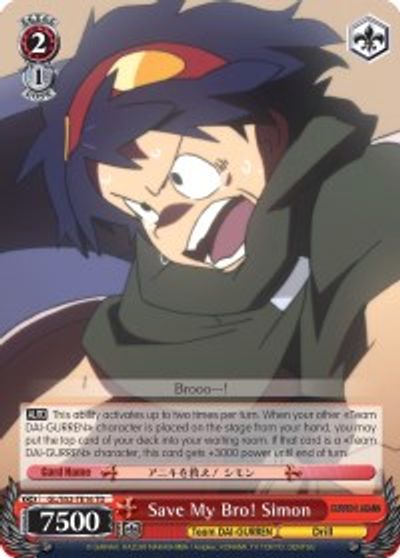 2
1
Brooo—!
AUTO This ability activates up to two times per turn. When your other «Team
DAI-GURREN» character is placed on the stage from your hand, you may
put the top card of your deck into your waiting room. If that card is a «Team
DAI-GURREN» character, this card gets +3000 power until end of turn.
Card Name アニキを救え! シモン
7500
Save My Bro! Simon
Team DAI-GURREN
Drill